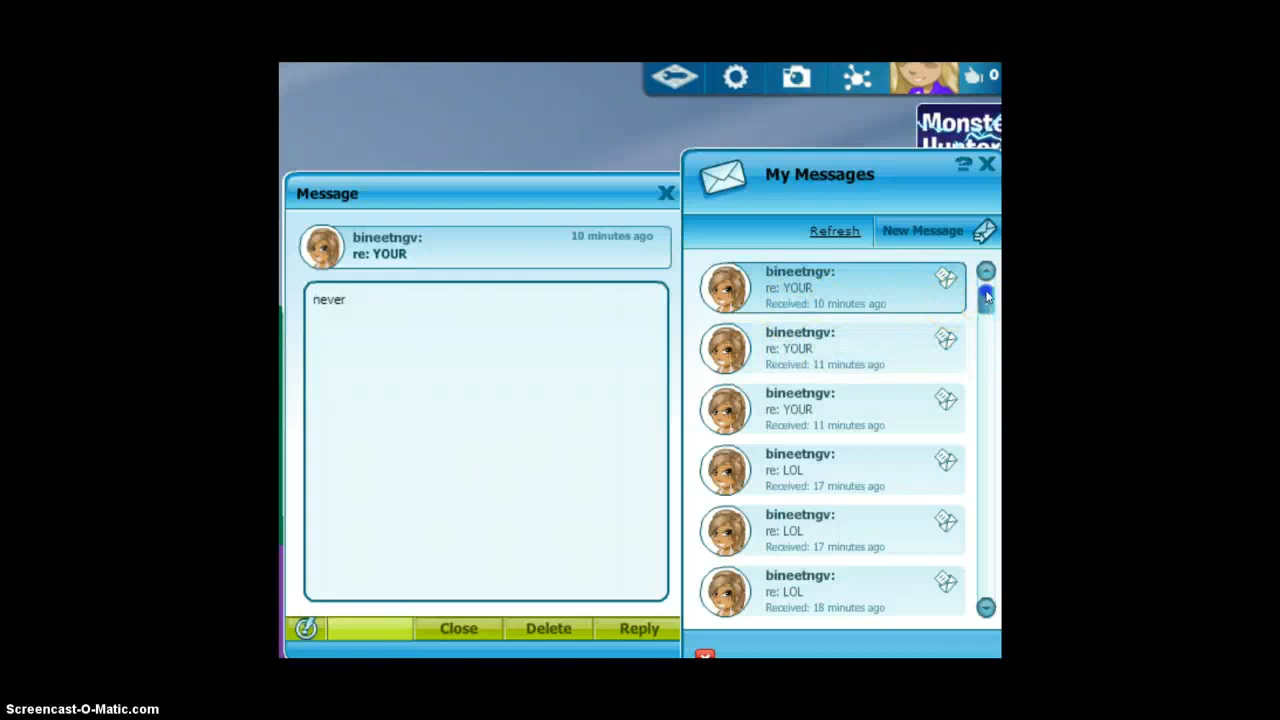 0
Monste
Hunter
Message
bineetngv:
10 minutes ago
re: YOUR
never
Close
Delete
Reply
My Messages
?
X
Refresh
New Message
bineetngv:
re: YOUR
Received: 10 minutes ago
bineetngv:
re: YOUR
Received: 11 minutes ago
bineetngv:
re: YOUR
Received: 11 minutes ago
bineetngv:
re: LOL
Received: 17 minutes ago
bineetngv:
re: LOL
Received: 17 minutes ago
bineetngv:
re: LOL
Received: 18 minutes ago
Screencast-O-Matic.com